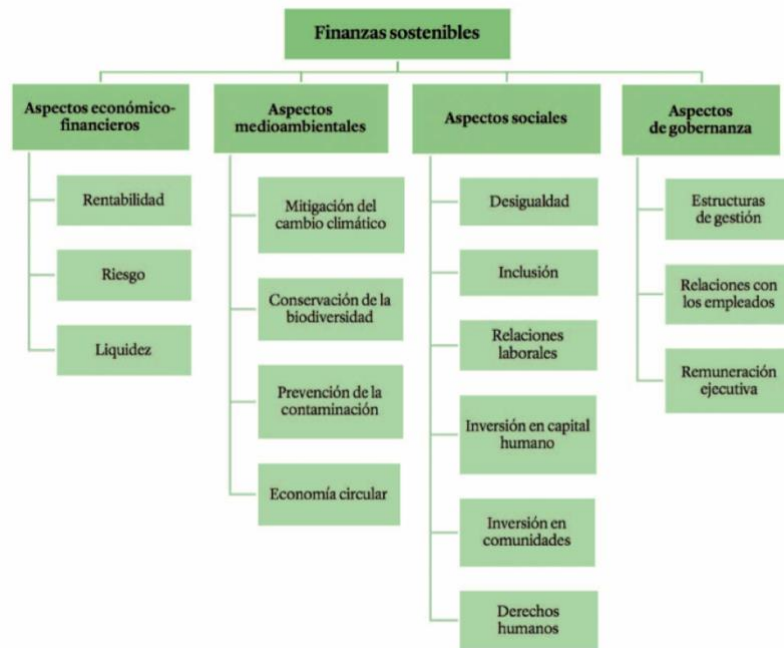 Finanzas sostenibles
Aspectos económico-
financieros
Rentabilidad
Riesgo
Liquidez
Aspectos
medioambientales
Mitigación del
cambio climático
Conservación de la
biodiversidad
Prevención de la
contaminación
Economía circular
Aspectos sociales
Desigualdad
Inclusión
Relaciones
laborales
Inversión en capital
humano
Inversión en
comunidades
Derechos
humanos
Aspectos
de gobernanza
Estructuras
de gestión
Relaciones con
los empleados
Remuneración
ejecutiva